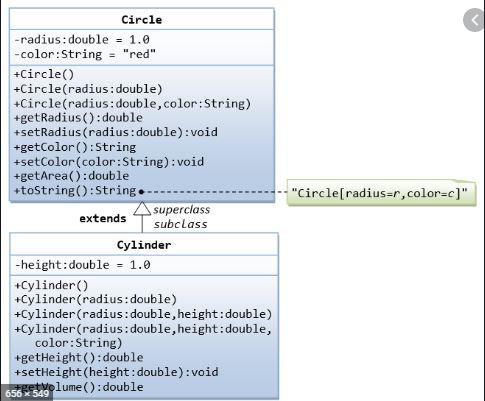 Circle
-radius:double = 1.0
-color:String = "red"
+Circle()
+Circle(radius:double)
+Circle(radius:double,color:String)
+getRadius():double
+setRadius(radius:double):void
+getColor():String
+setColor(color:String):void
+getArea():double
+toString():String
"Circle[radius=r,color=c]"
superclass
extends
subclass
Cylinder
-height:double = 1.0
+Cylinder()
+Cylinder(radius:double)
+Cylinder(radius:double,height:double)
+Cylinder(radius:double,height:double,
color:String)
+getHeight():double
+setHeight(height:double):void
+getVolume():double
656 × 549